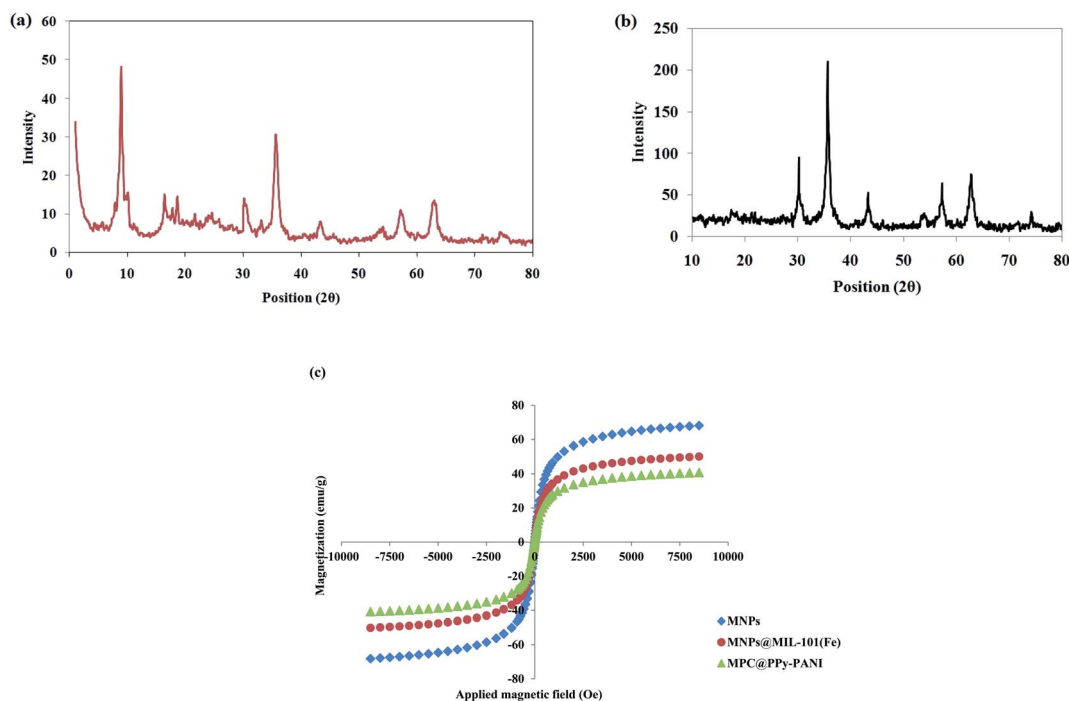 (a)
60
50
40
30
20
10
0
Intensity
0 10 20 30 40 50 60 70 80
Position (2θ)
(b)
250
200
150
100
50
0
Intensity
10 20 30 40 50 60 70 80
Position (2θ)
(c)
80
60
40
20
0
-20
-40
-60
-80
Magnetization (emu/g)
-10000 -7500 -5000 -2500 0 2500 5000 7500 10000
Applied magnetic field (Oe)
MNPs
MNPs@MIL-101(Fe)
MPC@PPy-PANI